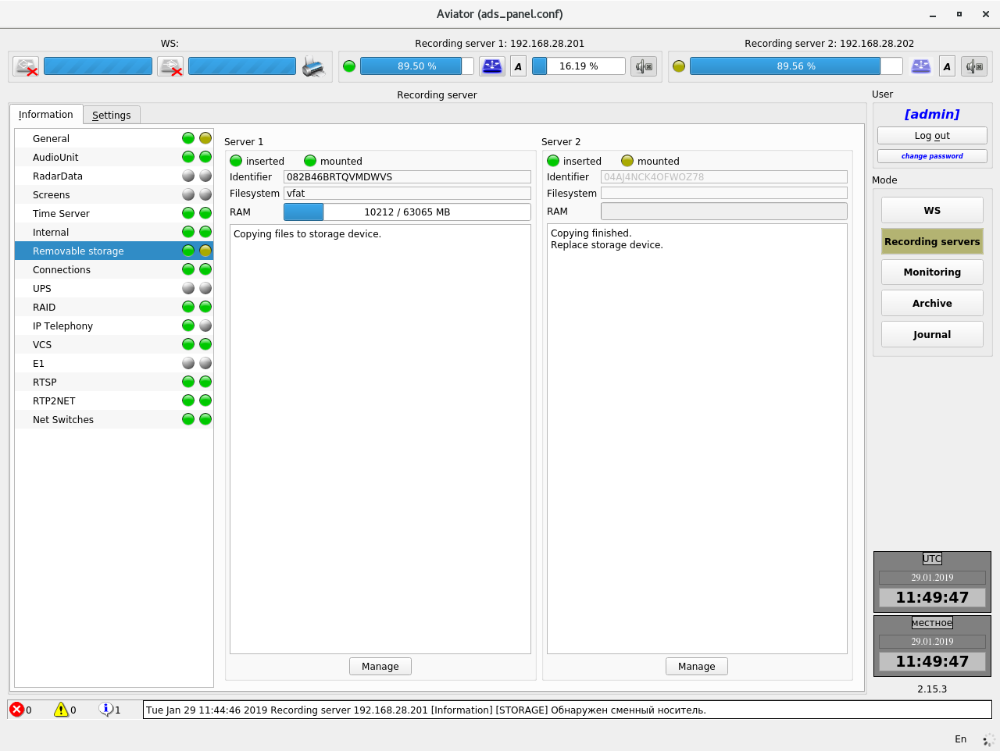 Aviator (ads_panel.conf)
WS:
Recording server 1: 192.168.28.201
Recording server 2: 192.168.28.202
89.50 %
A
16.19 %
89.56 %
A
Recording server
User
Information
Settings
[admin]
Log out
change password
Mode
WS
Recording servers
Monitoring
Archive
Journal
General
AudioUnit
RadarData
Screens
Time Server
Internal
Removable storage
Connections
UPS
RAID
IP Telephony
VCS
E1
RTSP
RTP2NET
Net Switches
Server 1
inserted mounted
Identifier 082B46BRTQVMDWVS
Filesystem vfat
RAM 10212 / 63065 MB
Copying files to storage device.
Manage
Server 2
inserted mounted
Identifier 04AJ4NCK4OFWOZ78
Filesystem
RAM
Copying finished.
Replace storage device.
Manage
UTC
29.01.2019
11:49:47
местное
29.01.2019
11:49:47
2.15.3
0 0 1
Tue Jan 29 11:44:46 2019 Recording server 192.168.28.201 [Information] [STORAGE] Обнаружен сменный носитель.
En